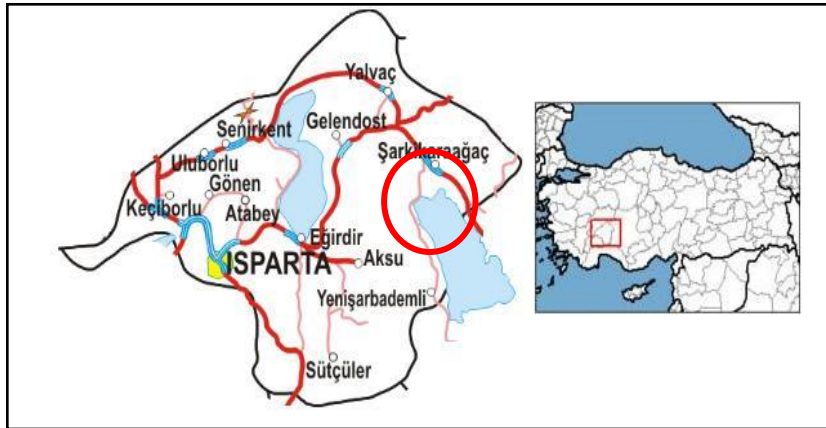 Yalvaç
Gelendost
Senirkent
Şarkikaraağaç
Uluborlu
Gönen
Keçiborlu
Atabey
Eğirdir
ISPARTA
Aksu
Yenişarbademli
Sütçüler